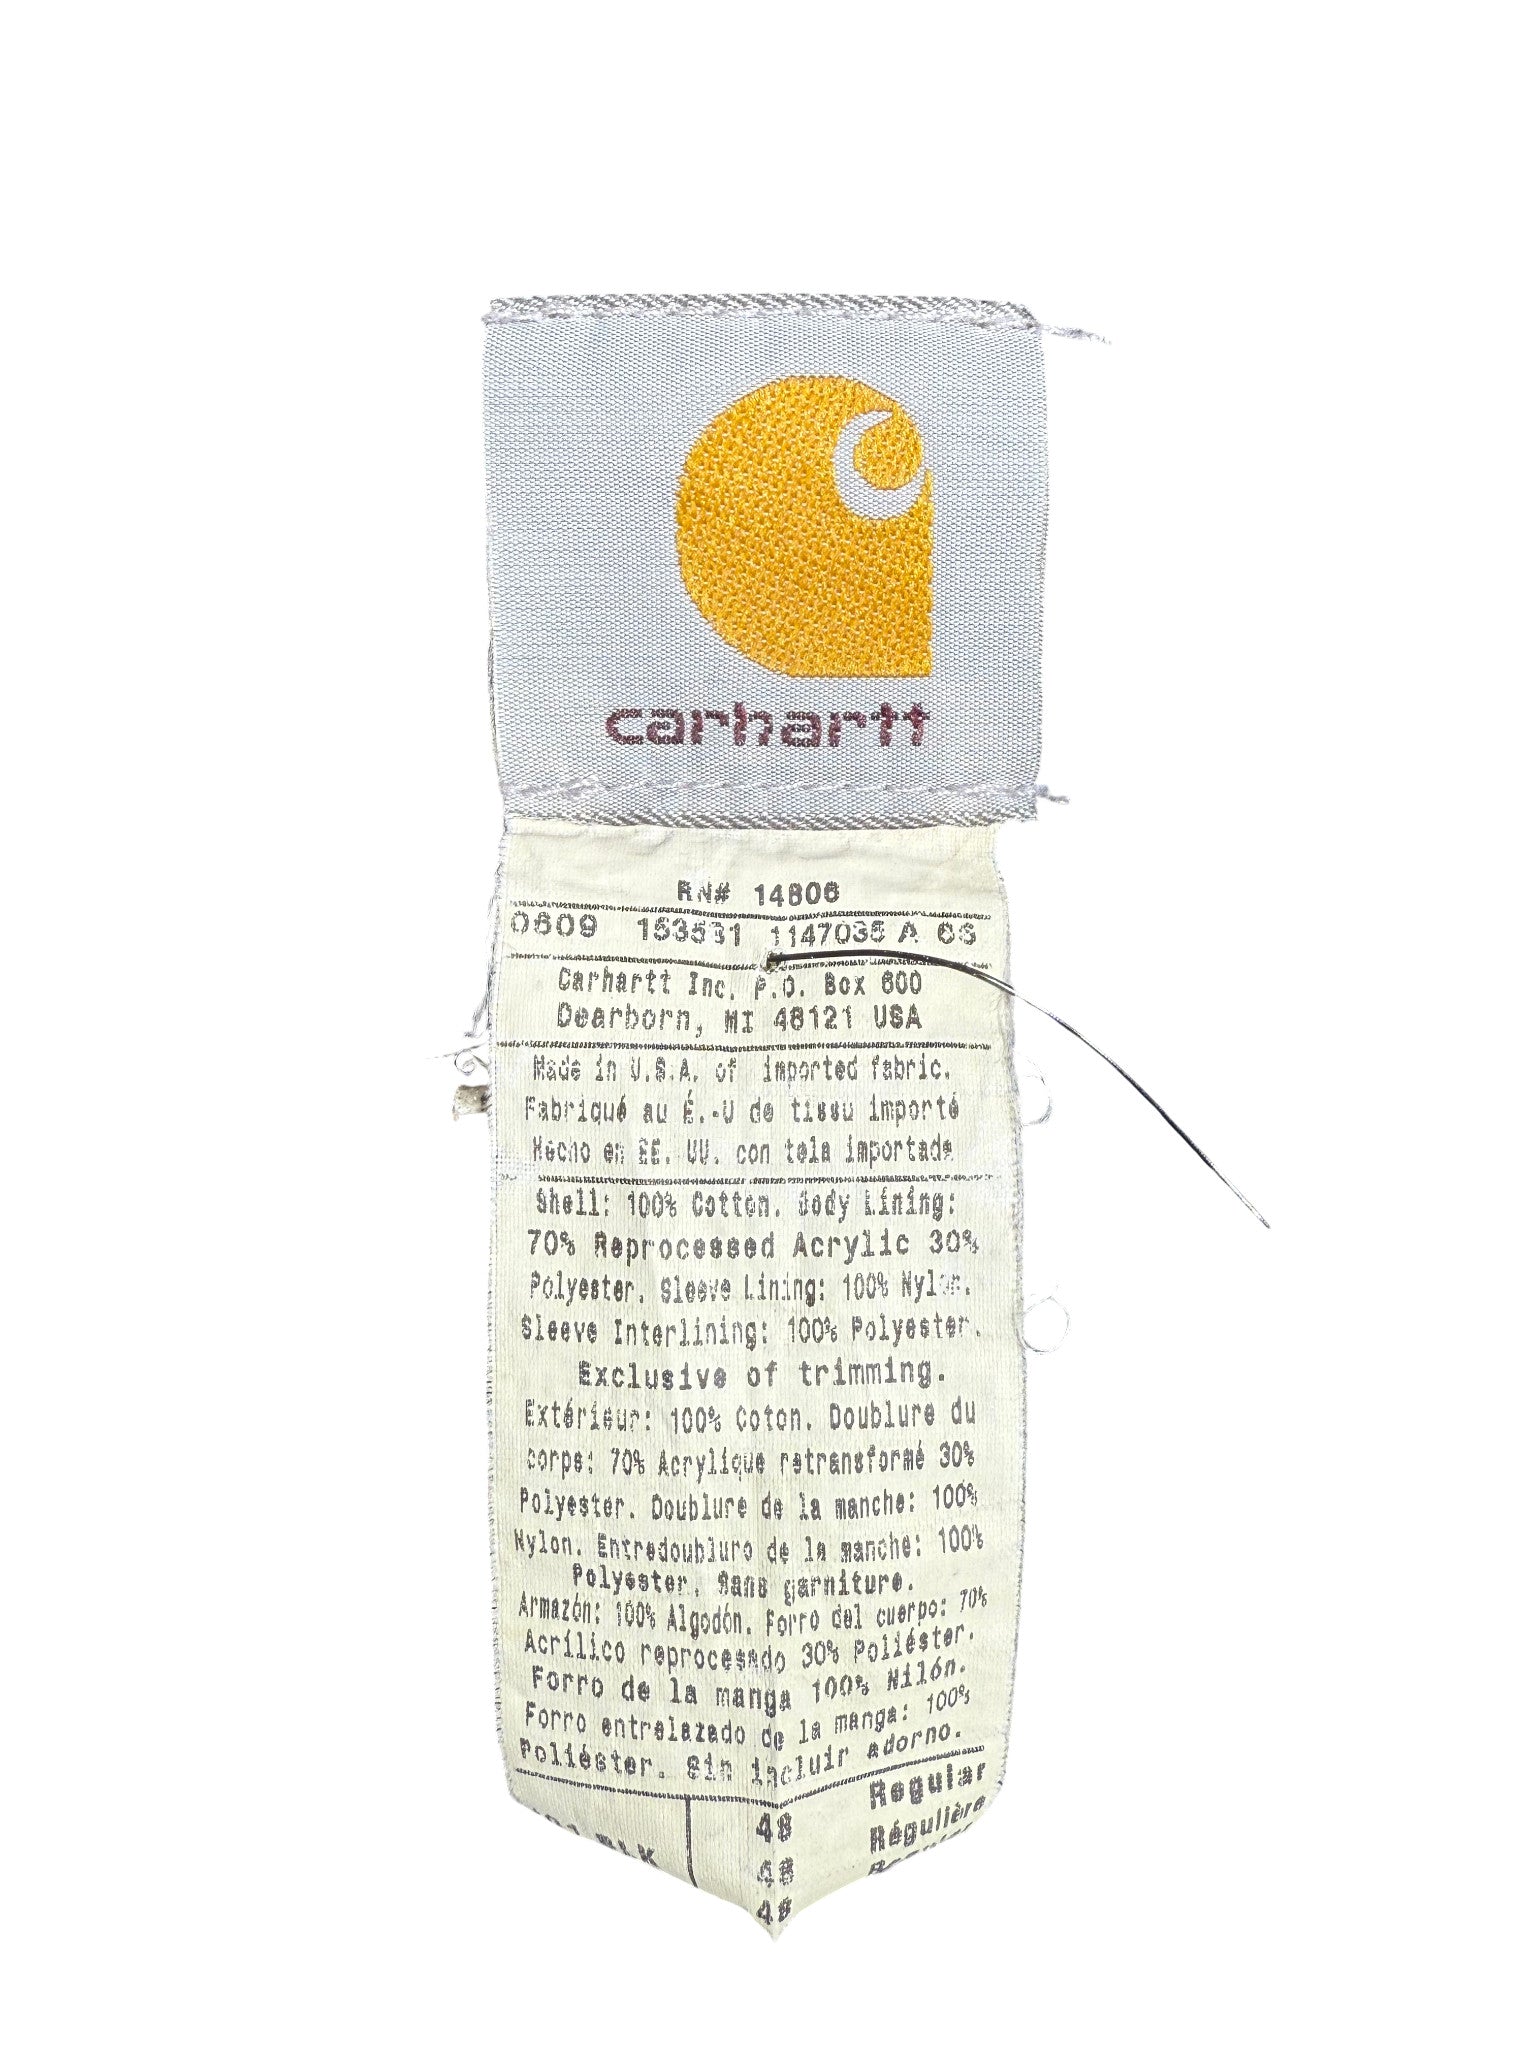 carhartt
RN# 14806
0609 153531 1147035 A 6S
Carhartt Inc. P.O. Box 600
Dearborn, MI 48121 USA
Made in U.S.A. of imported fabric.
Fabriqué au É.-U de tissu importé
Hecho en EE. UU. con tela importada
Shell: 100% Cotton. Body Lining:
70% Reprocessed Acrylic 30%
Polyester. Sleeve Lining: 100% Nylon.
Sleeve Interlining: 100% Polyester.
Exclusive of trimming.
Extérieur: 100% Coton. Doublure du
corps: 70% Acrylique retransformé 30%
Polyester. Doublure de la manche: 100%
Nylon. Entredoublure de la manche: 100%
Polyester. Sans garniture.
Armazón: 100% Algodón. Forro del cuerpo: 70%
Acrílico reprocesado 30% Poliéster.
Forro de la manga 100% Nilón.
Forro entrelazado de la manga: 100%
Poliéster. Sin incluir adorno.
48 Regular
BLK 48 Régulière
48